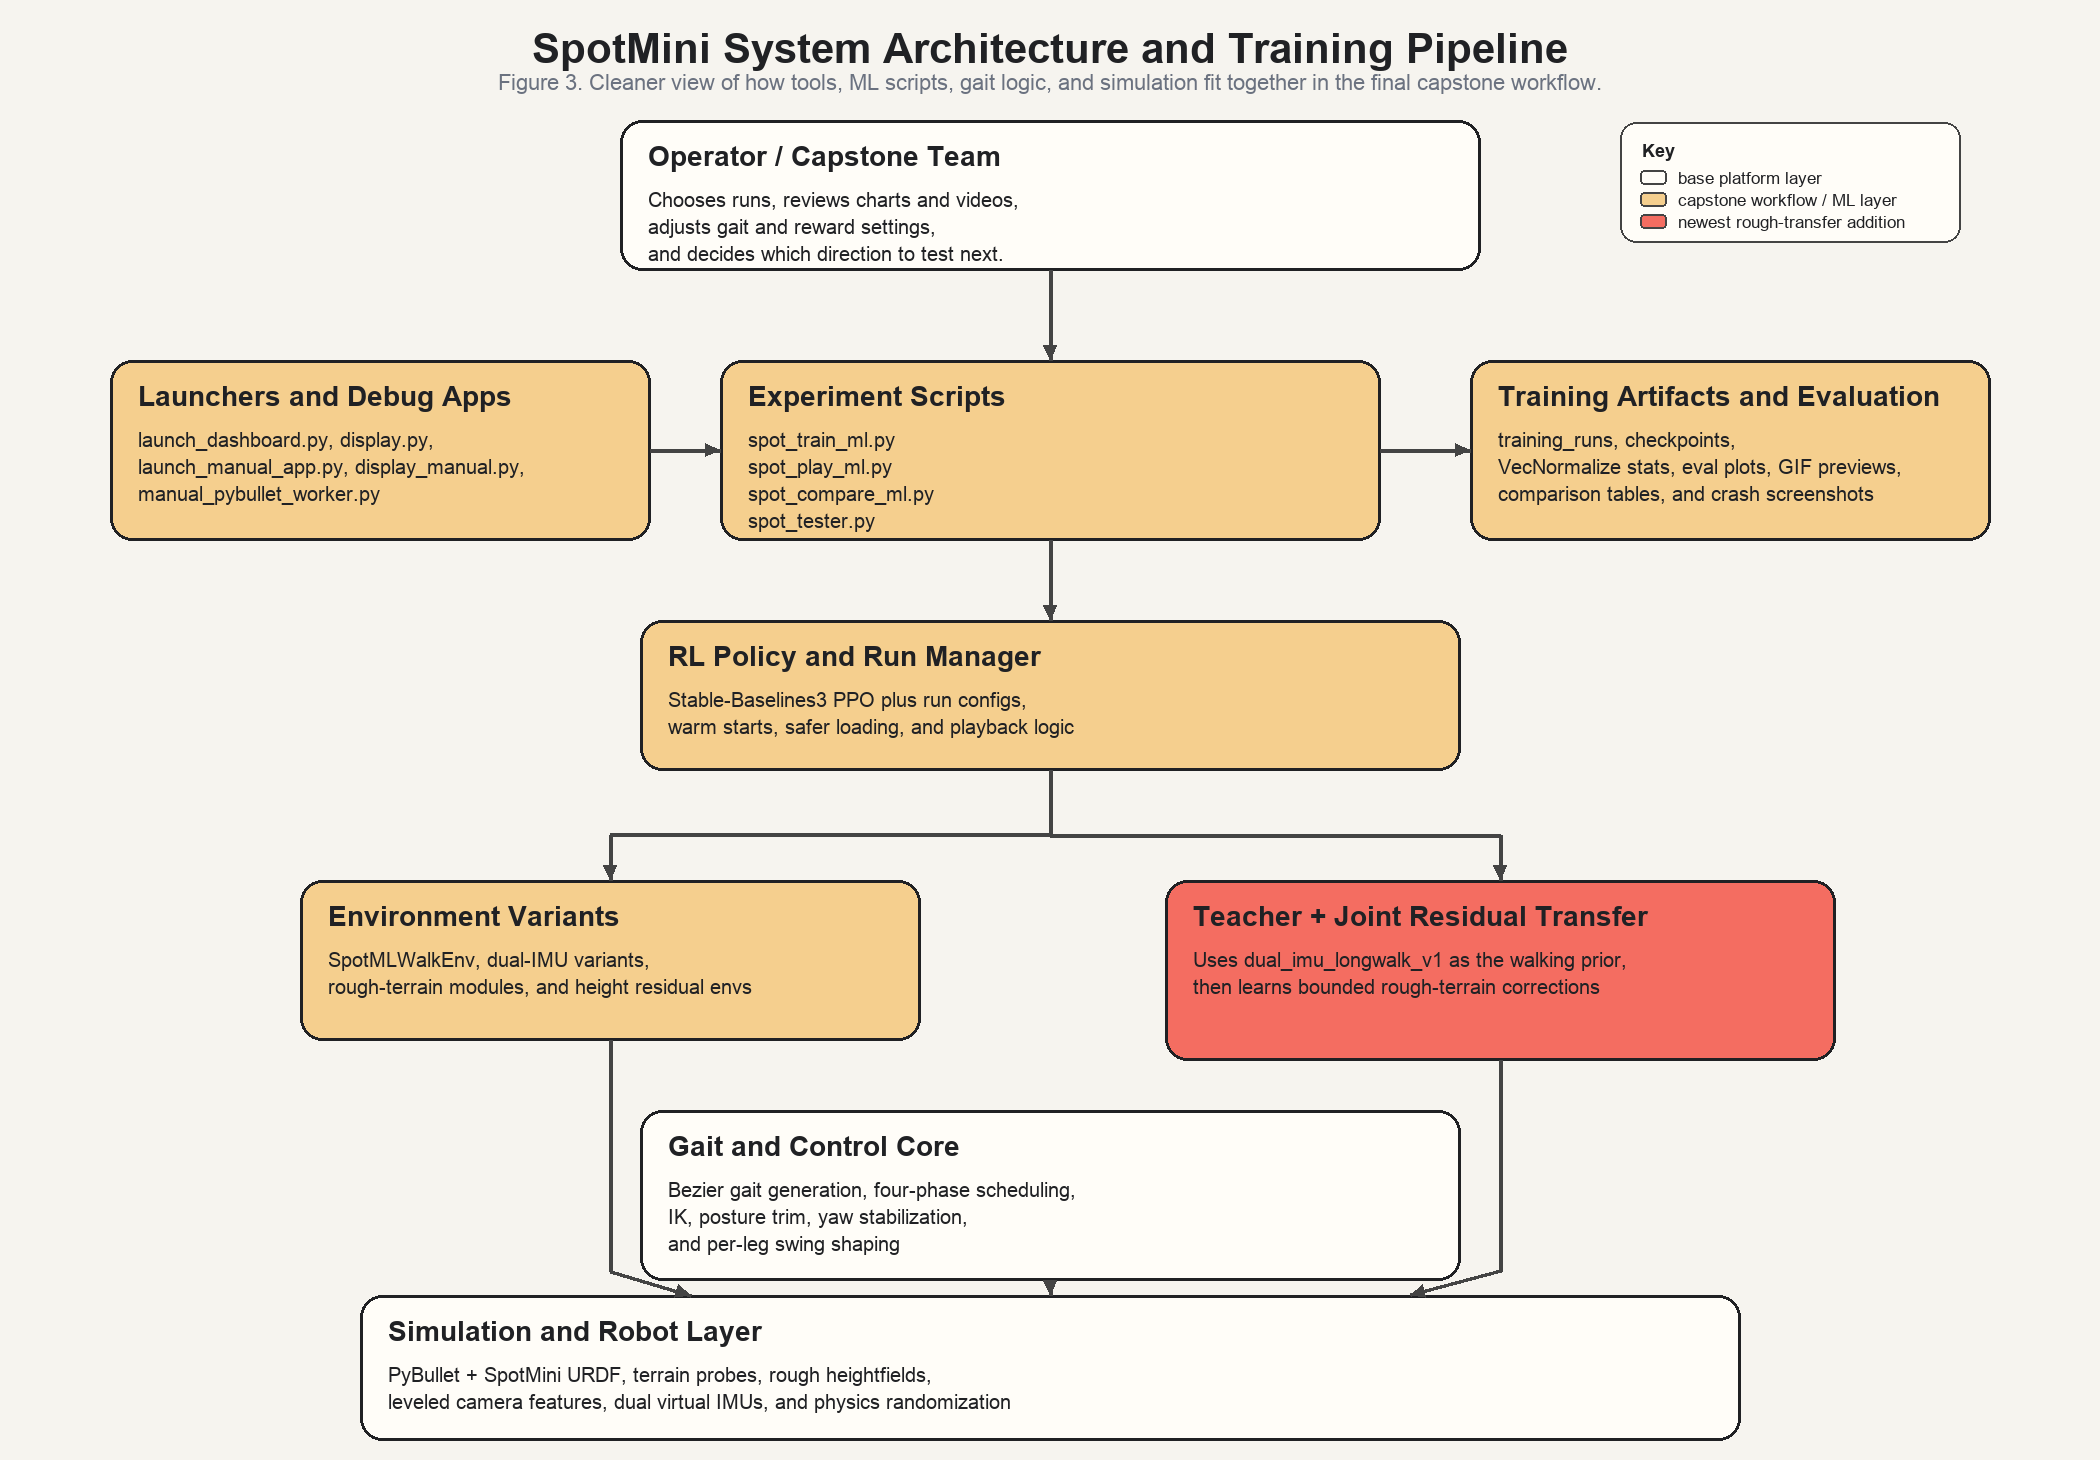 SpotMini System Architecture and Training Pipeline
Figure 3. Cleaner view of how tools, ML scripts, gait logic, and simulation fit together in the final capstone workflow.
Operator / Capstone Team
Chooses runs, reviews charts and videos,
adjusts gait and reward settings,
and decides which direction to test next.
Key
base platform layer
capstone workflow / ML layer
newest rough-transfer addition
Launchers and Debug Apps
launch_dashboard.py, display.py,
launch_manual_app.py, display_manual.py,
manual_pybullet_worker.py
Experiment Scripts
spot_train_ml.py
spot_play_ml.py
spot_compare_ml.py
spot_tester.py
Training Artifacts and Evaluation
training_runs, checkpoints,
VecNormalize stats, eval plots, GIF previews,
comparison tables, and crash screenshots
RL Policy and Run Manager
Stable-Baselines3 PPO plus run configs,
warm starts, safer loading, and playback logic
Environment Variants
SpotMLWalkEnv, dual-IMU variants,
rough-terrain modules, and height residual envs
Teacher + Joint Residual Transfer
Uses dual_imu_longwalk_v1 as the walking prior,
then learns bounded rough-terrain corrections
Gait and Control Core
Bezier gait generation, four-phase scheduling,
IK, posture trim, yaw stabilization,
and per-leg swing shaping
Simulation and Robot Layer
PyBullet + SpotMini URDF, terrain probes, rough heightfields,
leveled camera features, dual virtual IMUs, and physics randomization